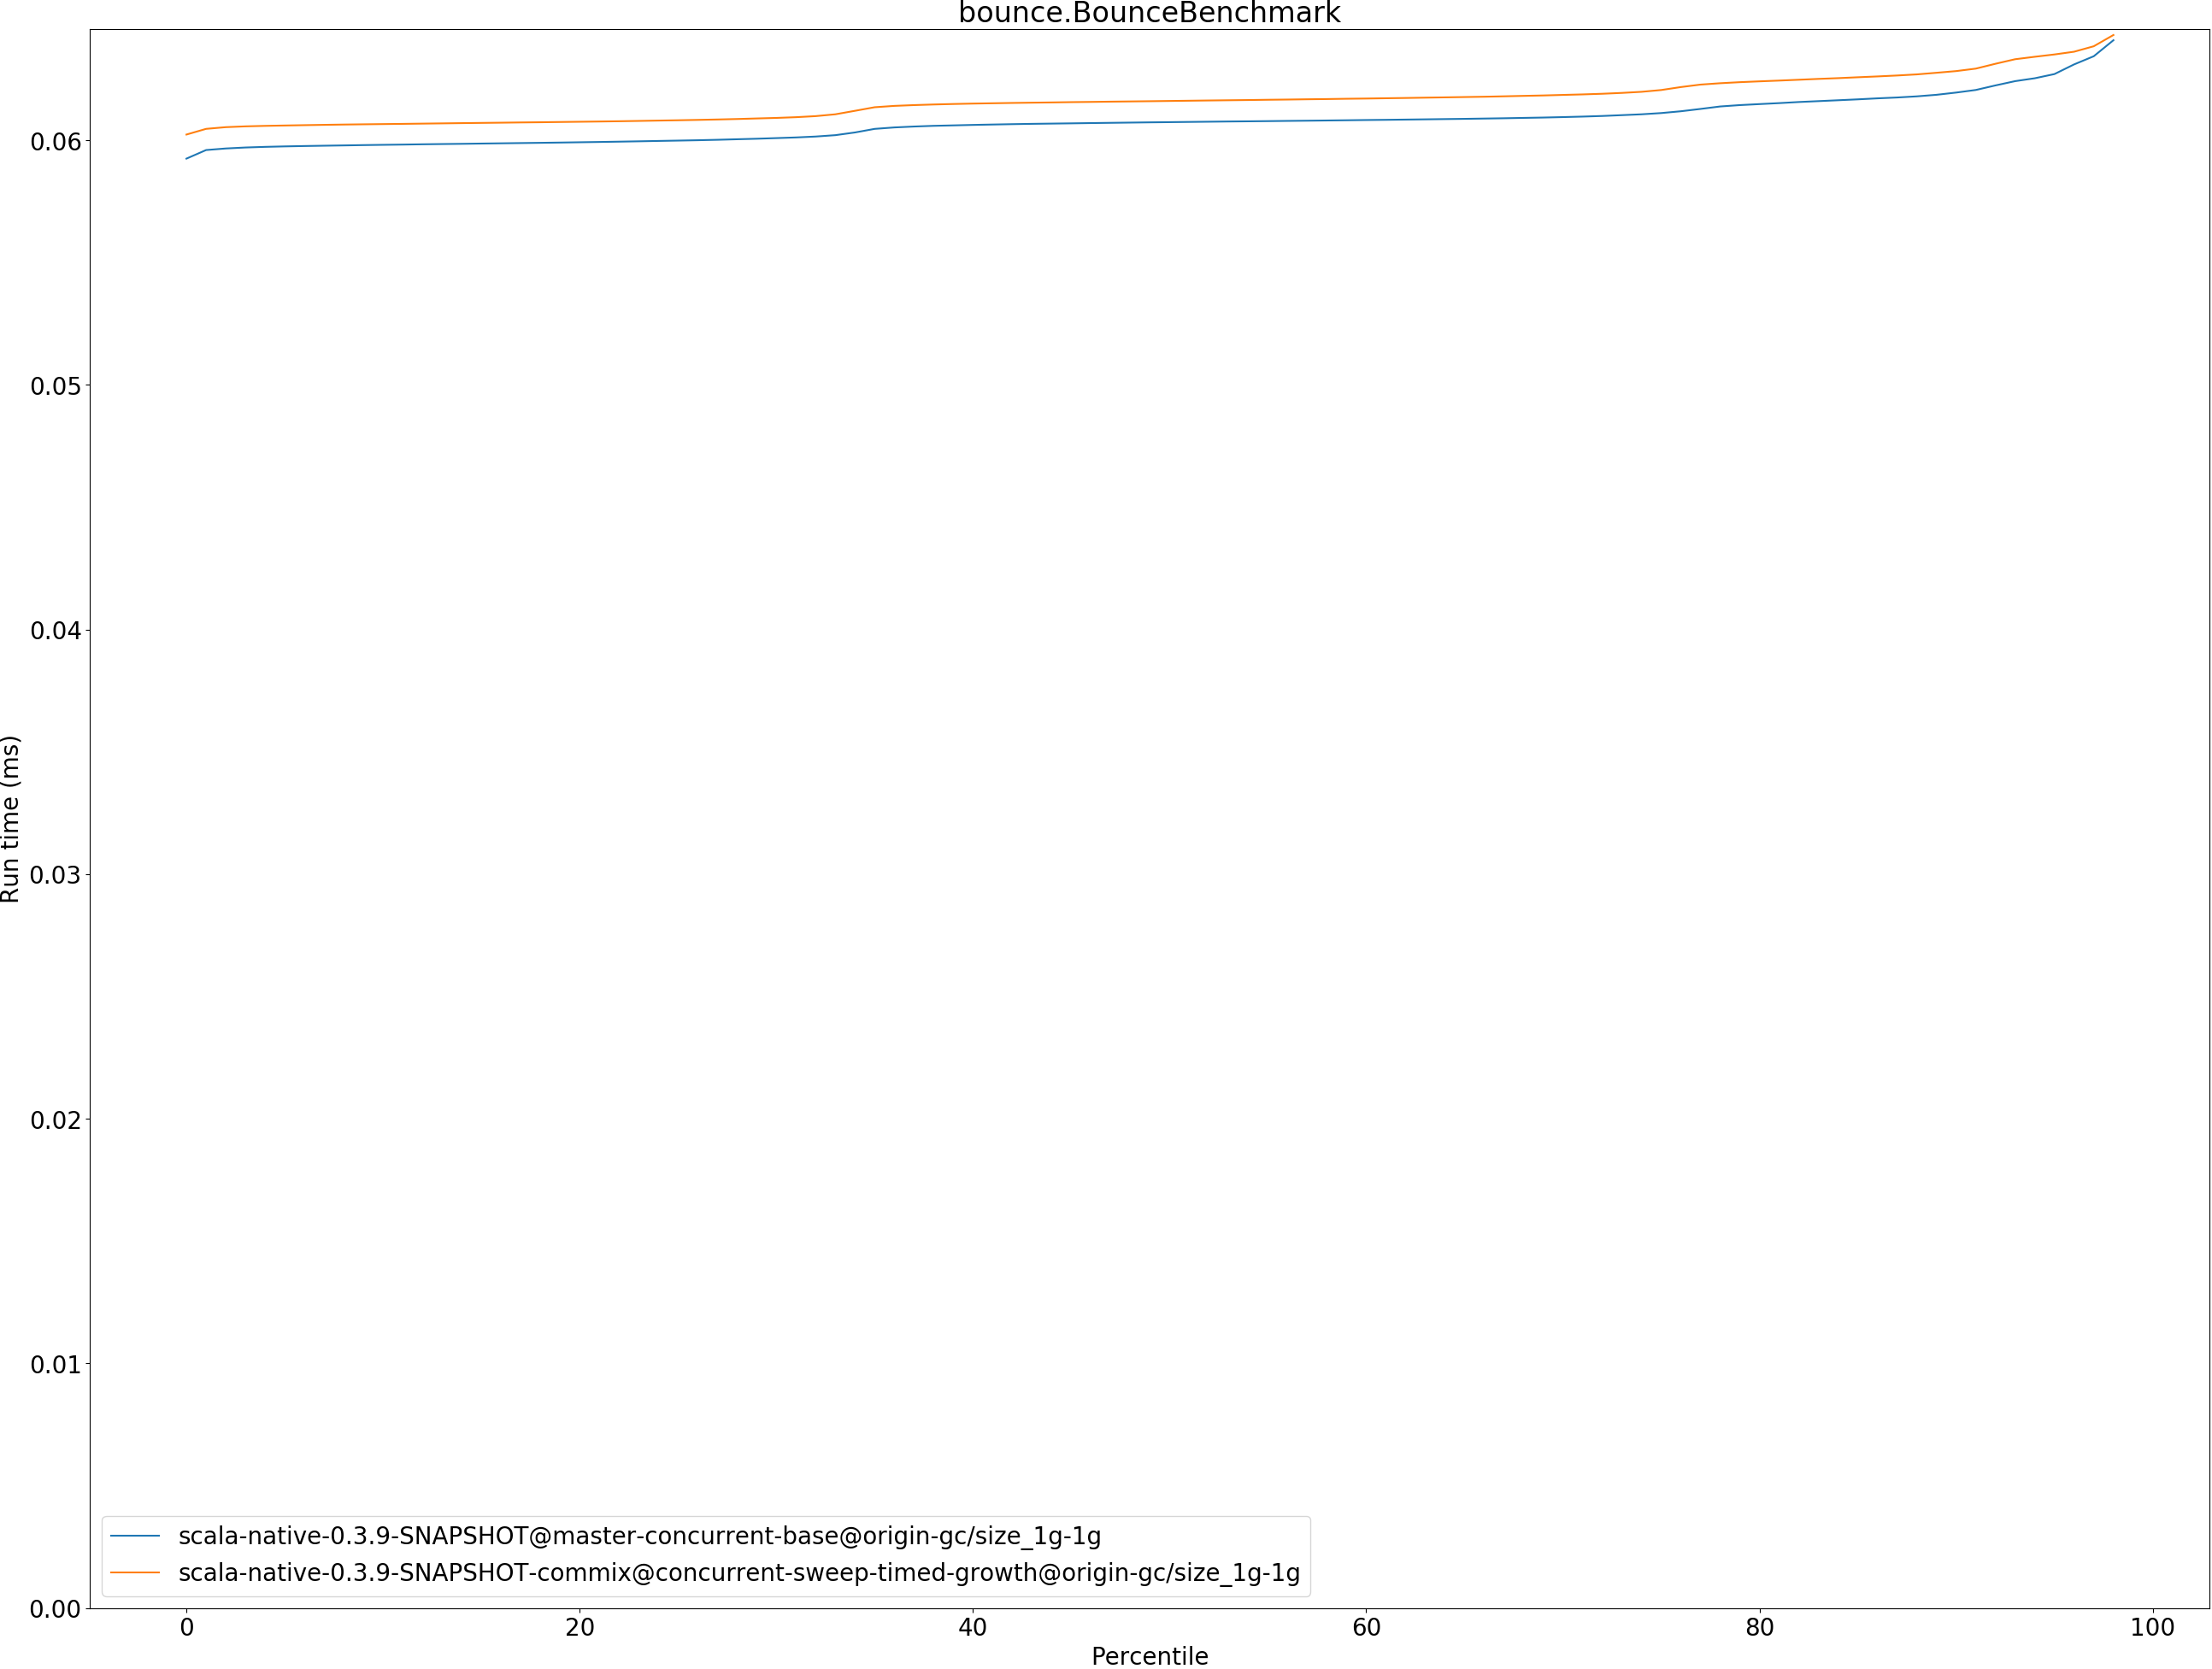 bounce.BounceBenchmark
Run time (ms)
0.06
0.05
0.04
0.03
0.02
0.01
0.00
scala-native-0.3.9-SNAPSHOT@master-concurrent-base@origin-gc/size_1g-1g
scala-native-0.3.9-SNAPSHOT-commix@concurrent-sweep-timed-growth@origin-gc/size_1g-1g
0 20 40 60 80 100
Percentile